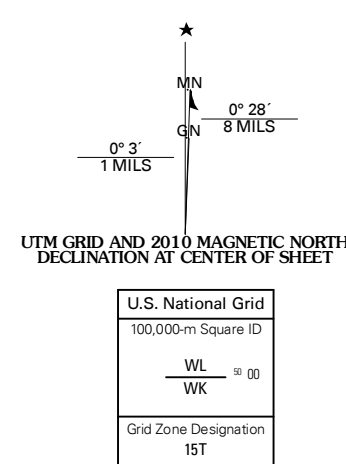 ★
MN
0° 28´
GN
8 MILS
0° 3´
1 MILS
UTM GRID AND 2010 MAGNETIC NORTH
DECLINATION AT CENTER OF SHEET
U.S. National Grid
100,000-m Square ID
WL
50 00
WK
Grid Zone Designation
15T